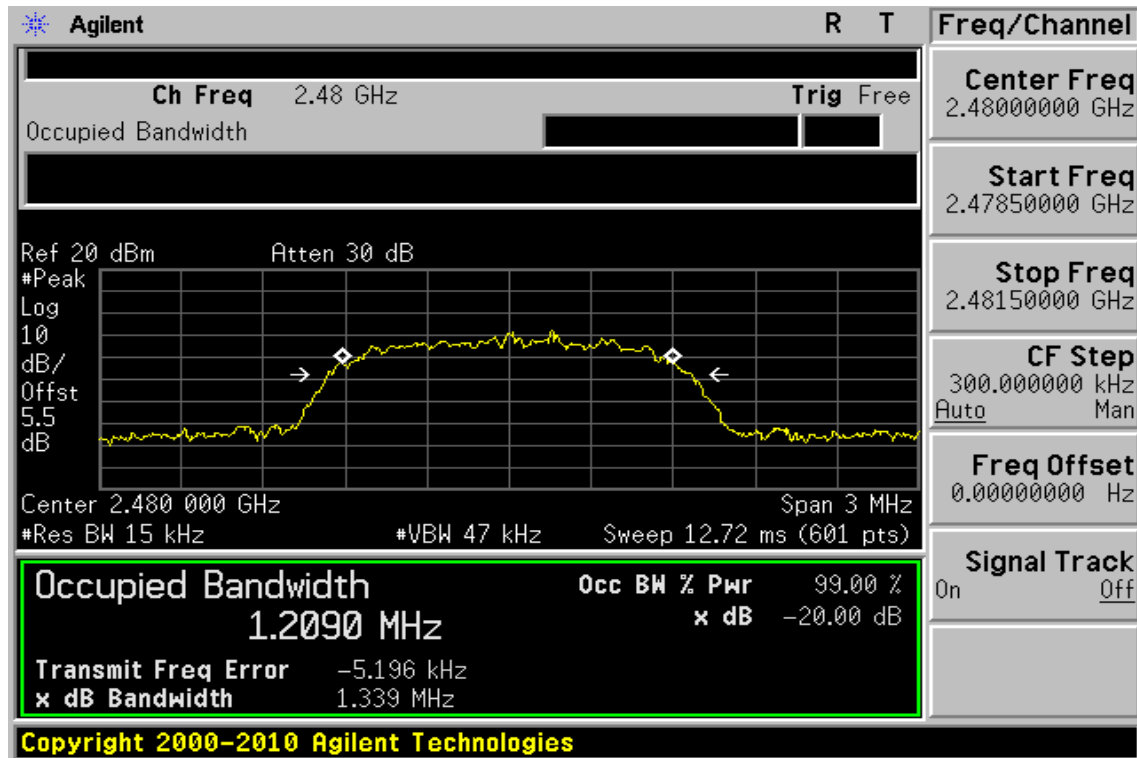 Agilent R T
Freq/Channel
Ch Freq 2.48 GHz Trig Free
Occupied Bandwidth
Ref 20 dBm Atten 30 dB
#Peak
Log
10
dB/
Offst
5.5
dB
Center 2.480 000 GHz Span 3 MHz
#Res BW 15 kHz #VBW 47 kHz Sweep 12.72 ms (601 pts)
Occupied Bandwidth
1.2090 MHz
Occ BW % Pwr 99.00 %
x dB -20.00 dB
Transmit Freq Error -5.196 kHz
x dB Bandwidth 1.339 MHz
Copyright 2000-2010 Agilent Technologies
Center Freq
2.48000000 GHz
Start Freq
2.47850000 GHz
Stop Freq
2.48150000 GHz
CF Step
300.000000 kHz
Auto Man
Freq Offset
0.00000000 Hz
Signal Track
On Off